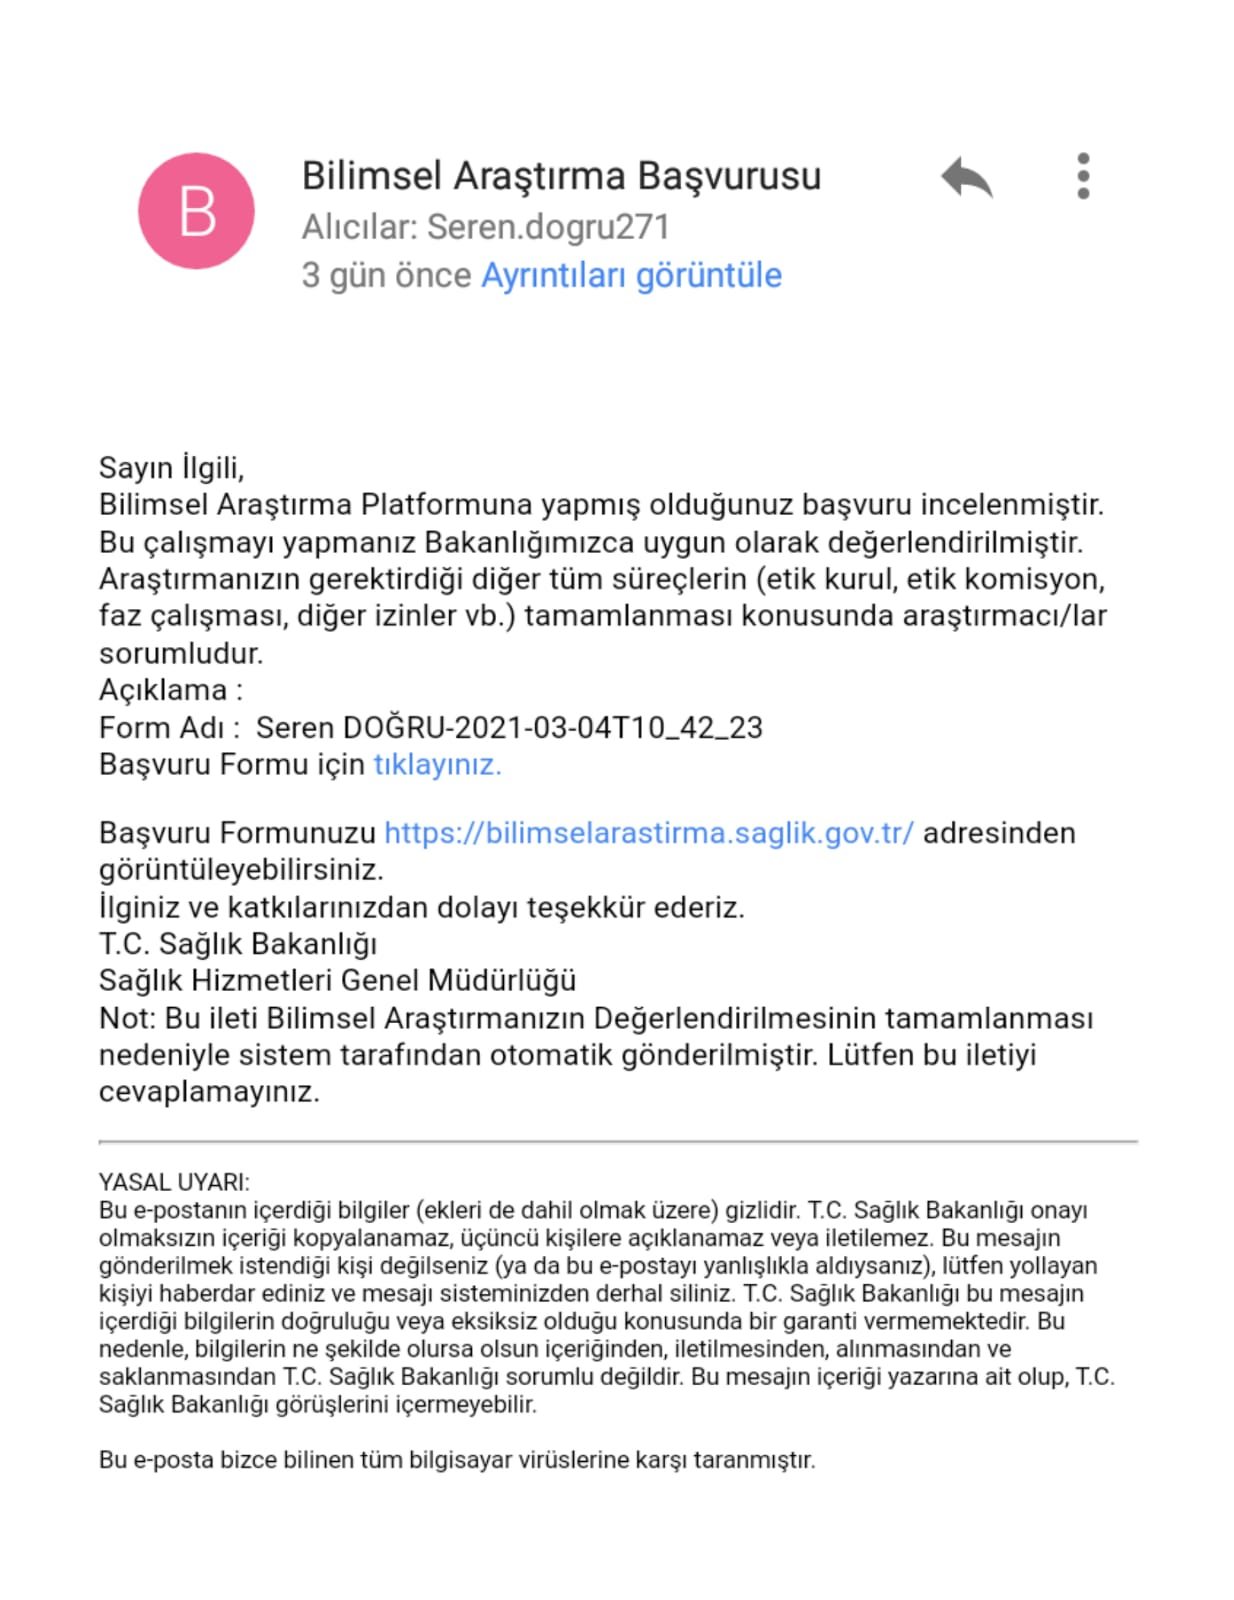 B
Bilimsel Araştırma Başvurusu
Alıcılar: Seren.dogru271
3 gün önce Ayrıntıları görüntüle
Sayın İlgili,
Bilimsel Araştırma Platformuna yapmış olduğunuz başvuru incelenmiştir.
Bu çalışmayı yapmanız Bakanlığımızca uygun olarak değerlendirilmiştir.
Araştırmanızın gerektirdiği diğer tüm süreçlerin (etik kurul, etik komisyon,
faz çalışması, diğer izinler vb.) tamamlanması konusunda araştırmacı/lar
sorumludur.
Açıklama :
Form Adı :  Seren DOĞRU-2021-03-04T10_42_23
Başvuru Formu için tıklayınız.
Başvuru Formunuzu https://bilimselarastirma.saglik.gov.tr/ adresinden
görüntüleyebilirsiniz.
İlginiz ve katkılarınızdan dolayı teşekkür ederiz.
T.C. Sağlık Bakanlığı
Sağlık Hizmetleri Genel Müdürlüğü
Not: Bu ileti Bilimsel Araştırmanızın Değerlendirilmesinin tamamlanması
nedeniyle sistem tarafından otomatik gönderilmiştir. Lütfen bu iletiyi
cevaplamayınız.
YASAL UYARI:
Bu e-postanın içerdiği bilgiler (ekleri de dahil olmak üzere) gizlidir. T.C. Sağlık Bakanlığı onayı
olmaksızın içeriği kopyalanamaz, üçüncü kişilere açıklanamaz veya iletilemez. Bu mesajın
gönderilmek istendiği kişi değilseniz (ya da bu e-postayı yanlışlıkla aldıysanız), lütfen yollayan
kişiyi haberdar ediniz ve mesajı sisteminizden derhal siliniz. T.C. Sağlık Bakanlığı bu mesajın
içerdiği bilgilerin doğruluğu veya eksiksiz olduğu konusunda bir garanti vermemektedir. Bu
nedenle, bilgilerin ne şekilde olursa olsun içeriğinden, iletilmesinden, alınmasından ve
saklanmasından T.C. Sağlık Bakanlığı sorumlu değildir. Bu mesajın içeriği yazarına ait olup, T.C.
Sağlık Bakanlığı görüşlerini içermeyebilir.
Bu e-posta bizce bilinen tüm bilgisayar virüslerine karşı taranmıştır.